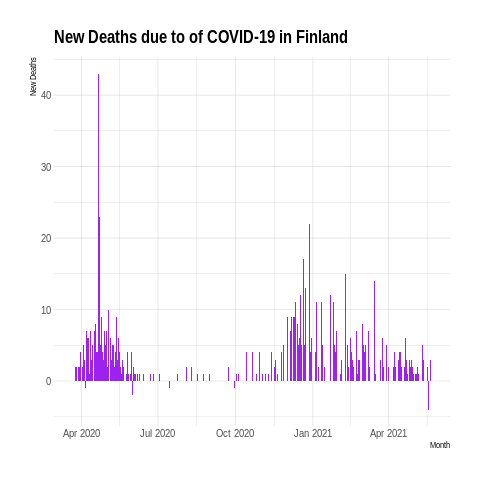 New Deaths due to of COVID-19 in Finland
New Deaths
40
30
20
10
0
Apr 2020 Jul 2020 Oct 2020 Jan 2021 Apr 2021
Month